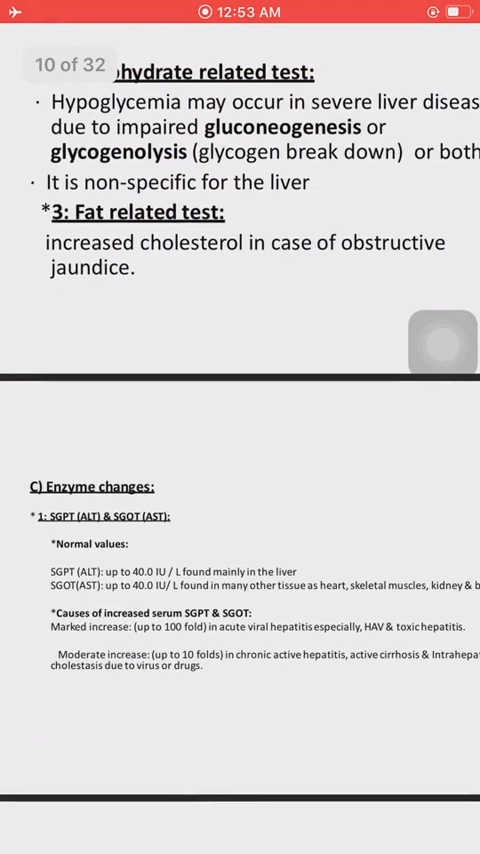 12:53 AM
10 of 32
hydrate related test:
· Hypoglycemia may occur in severe liver diseas
due to impaired gluconeogenesis or
glycogenolysis (glycogen break down) or both
· It is non-specific for the liver
*3: Fat related test:
increased cholesterol in case of obstructive
jaundice.
C) Enzyme changes:
* 1: SGPT (ALT) & SGOT (AST):
*Normal values:
SGPT (ALT): up to 40.0 IU / L found mainly in the liver
SGOT(AST): up to 40.0 IU/ L found in many other tissue as heart, skeletal muscles, kidney & b
*Causes of increased serum SGPT & SGOT:
Marked increase: (up to 100 fold) in acute viral hepatitis especially, HAV & toxic hepatitis.
Moderate increase: (up to 10 folds) in chronic active hepatitis, active cirrhosis & Intrahepa
cholestasis due to virus or drugs.